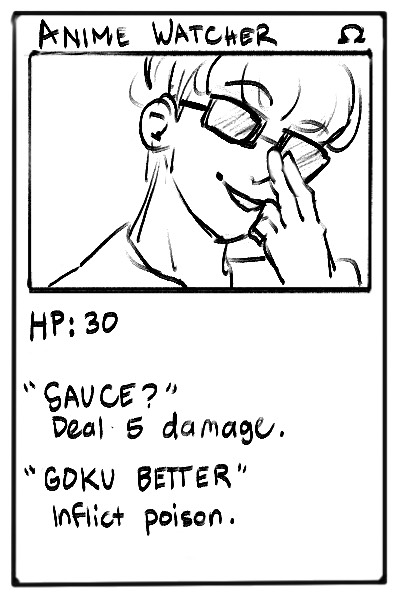 ANIME WATCHER Ω
HP: 30
"SAUCE?"
Deal 5 damage.
"GOKU BETTER"
Inflict poison.